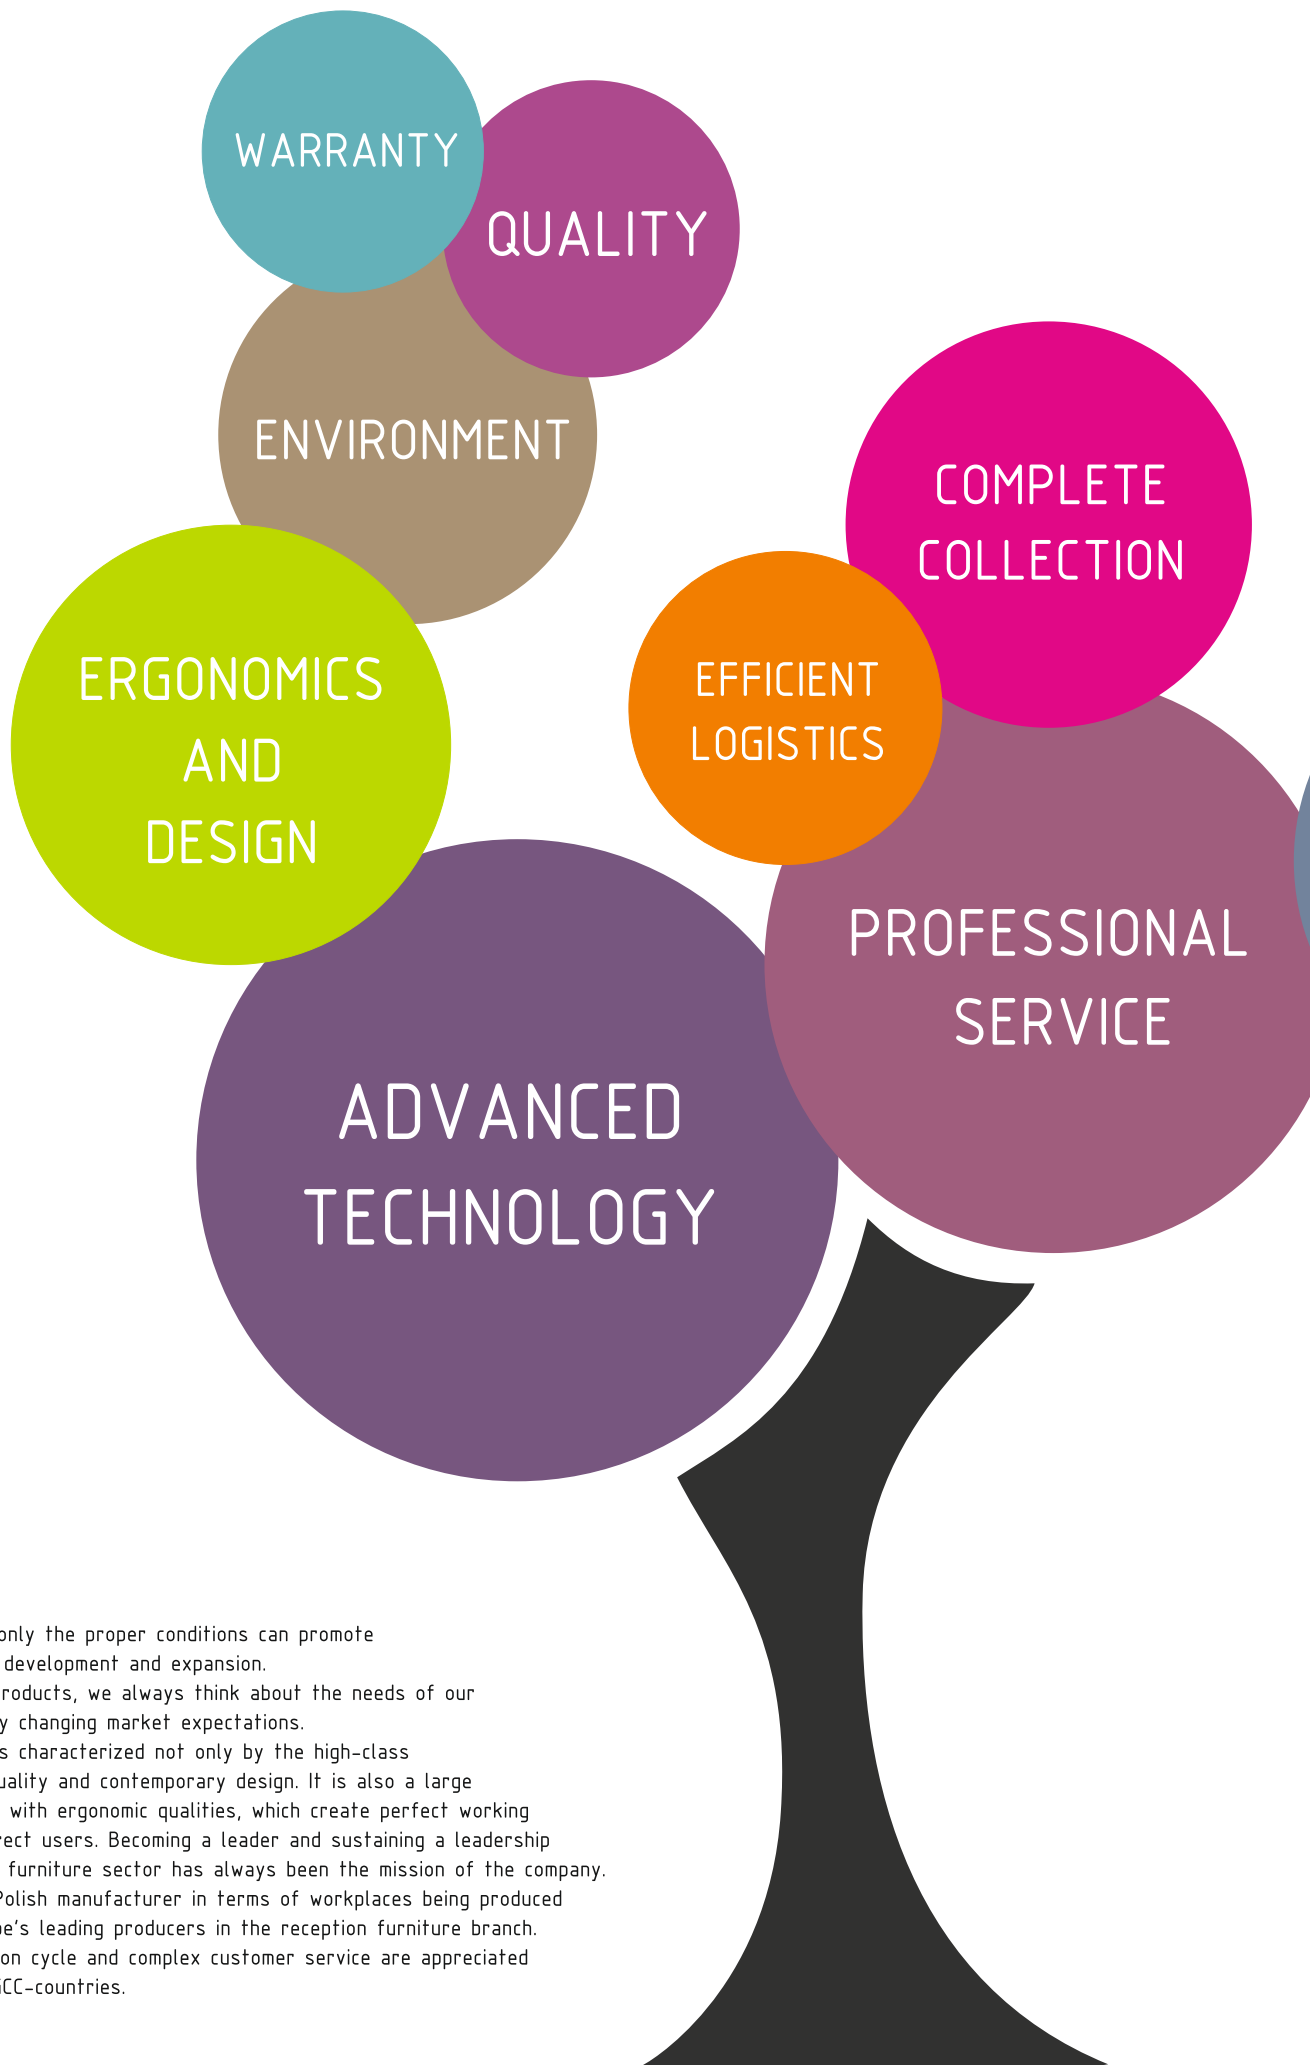 WARRANTY
QUALITY
ENVIRONMENT
COMPLETE
COLLECTION
ERGONOMICS
AND
DESIGN
EFFICIENT
LOGISTICS
PROFESSIONAL
SERVICE
ADVANCED
TECHNOLOGY
only the proper conditions can promote
development and expansion.
roducts, we always think about the needs of our
y changing market expectations.
s characterized not only by the high-class
uality and contemporary design. It is also a large
with ergonomic qualities, which create perfect working
rect users. Becoming a leader and sustaining a leadership
furniture sector has always been the mission of the company.
Polish manufacturer in terms of workplaces being produced
pe's leading producers in the reception furniture branch.
on cycle and complex customer service are appreciated
GCC-countries.